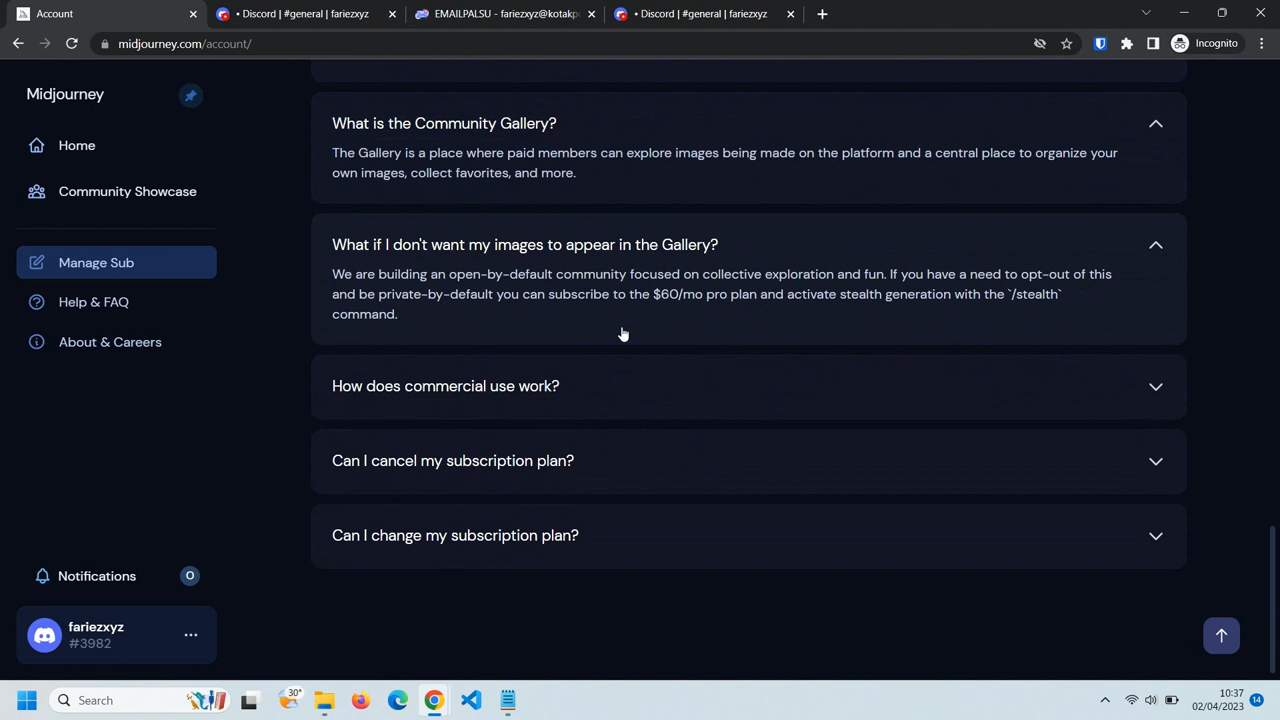 Account
• Discord | #general | fariezxyz
EMAILPALSU - fariezxyz@kotakp
• Discord | #general | fariezxyz
midjourney.com/account/
Incognito
Midjourney
Home
Community Showcase
Manage Sub
Help & FAQ
About & Careers
Notifications
0
fariezxyz
#3982
What is the Community Gallery?
The Gallery is a place where paid members can explore images being made on the platform and a central place to organize your
own images, collect favorites, and more.
What if I don't want my images to appear in the Gallery?
We are building an open-by-default community focused on collective exploration and fun. If you have a need to opt-out of this
and be private-by-default you can subscribe to the $60/mo pro plan and activate stealth generation with the `/stealth`
command.
How does commercial use work?
Can I cancel my subscription plan?
Can I change my subscription plan?
Search
30°
10:37
02/04/2023
14